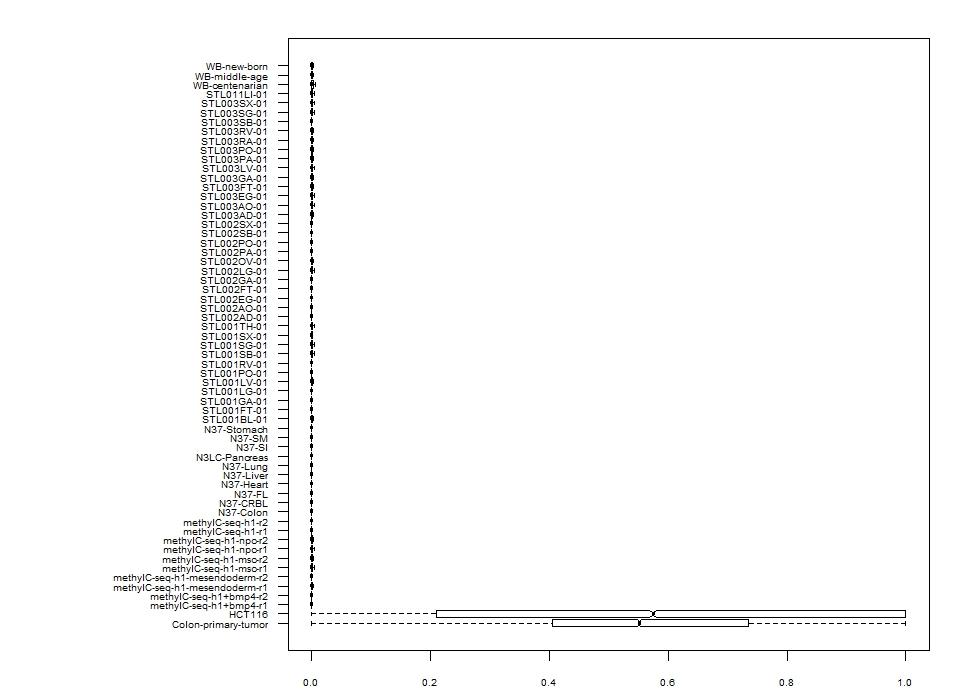 WB-new-born
WB-middle-age
WB-centenarian
STL011LI-01
STL003SX-01
STL003SG-01
STL003SB-01
STL003RV-01
STL003RA-01
STL003PO-01
STL003PA-01
STL003LV-01
STL003GA-01
STL003FT-01
STL003EG-01
STL003AO-01
STL003AD-01
STL002SX-01
STL002SB-01
STL002PO-01
STL002PA-01
STL002OV-01
STL002LG-01
STL002GA-01
STL002FT-01
STL002EG-01
STL002AO-01
STL002AD-01
STL001TH-01
STL001SX-01
STL001SG-01
STL001SB-01
STL001RV-01
STL001PO-01
STL001LV-01
STL001LG-01
STL001GA-01
STL001FT-01
STL001BL-01
N37-Stomach
N37-SM
N37-SI
N3LC-Pancreas
N37-Lung
N37-Liver
N37-Heart
N37-FL
N37-CRBL
N37-Colon
methylC-seq-h1-r2
methylC-seq-h1-r1
methylC-seq-h1-npc-r2
methylC-seq-h1-npc-r1
methylC-seq-h1-msc-r2
methylC-seq-h1-msc-r1
methylC-seq-h1-mesendoderm-r2
methylC-seq-h1-mesendoderm-r1
methylC-seq-h1+bmp4-r2
methylC-seq-h1+bmp4-r1
HCT116
Colon-primary-tumor
0.0 0.2 0.4 0.6 0.8 1.0